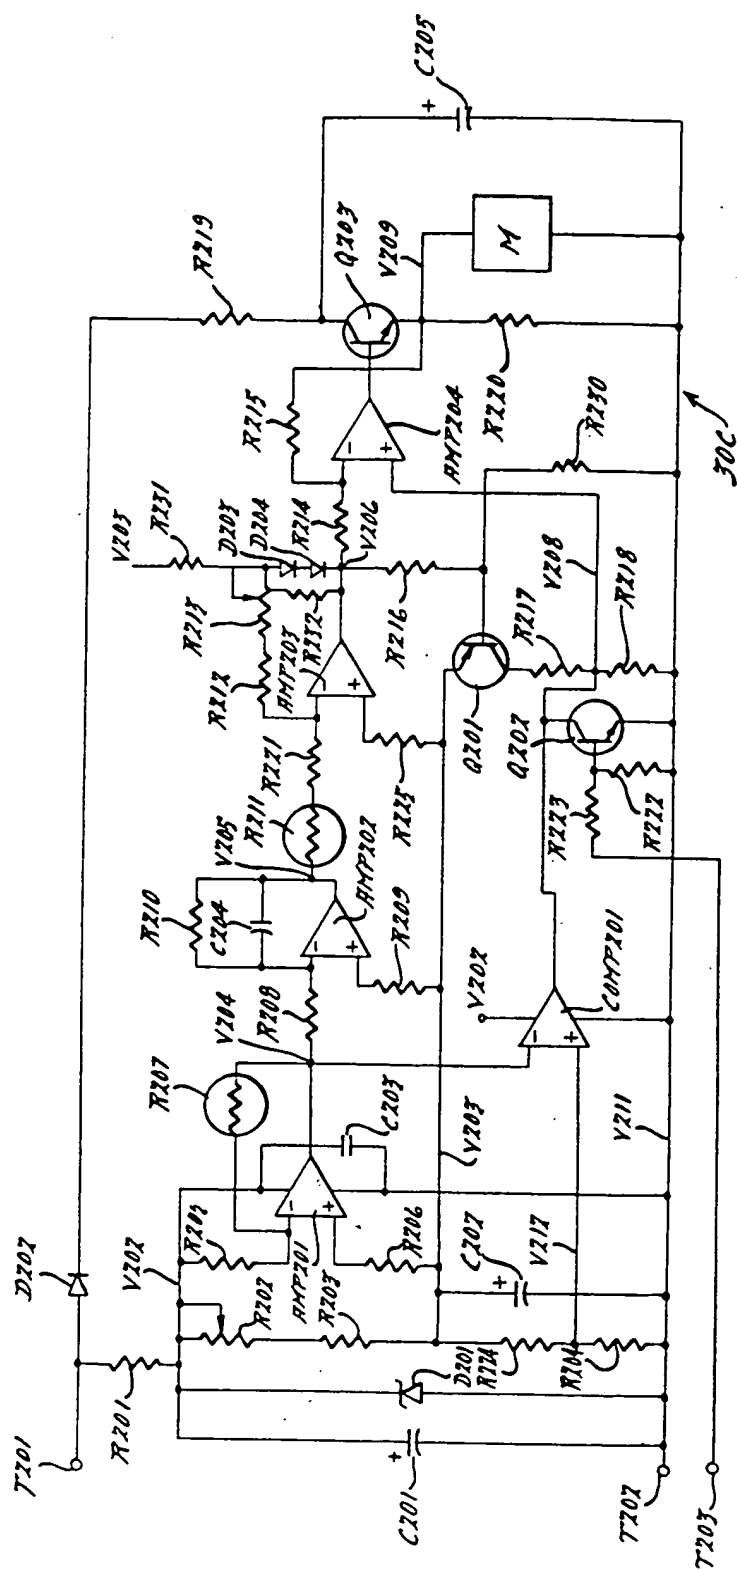 T201
R201
D202
V202
R205
R202
AMP201
R203
R206
C201
D201
R224
R204
C202
V212
V203
V211
T202
T203
R207
V204
R208
C203
R210
C204
AMP202
R209
V202
COMP201
V205
R211
R221
R225
R212
R213
AMP203
R232
V203
R231
D203
D204
R214
V206
R216
Q201
R217
V208
R218
Q202
R223
R222
R215
AMP204
R219
Q203
V209
M
R220
R230
C205
30C
+
+
+
-
+
-
+
-
+
-
+
-
+